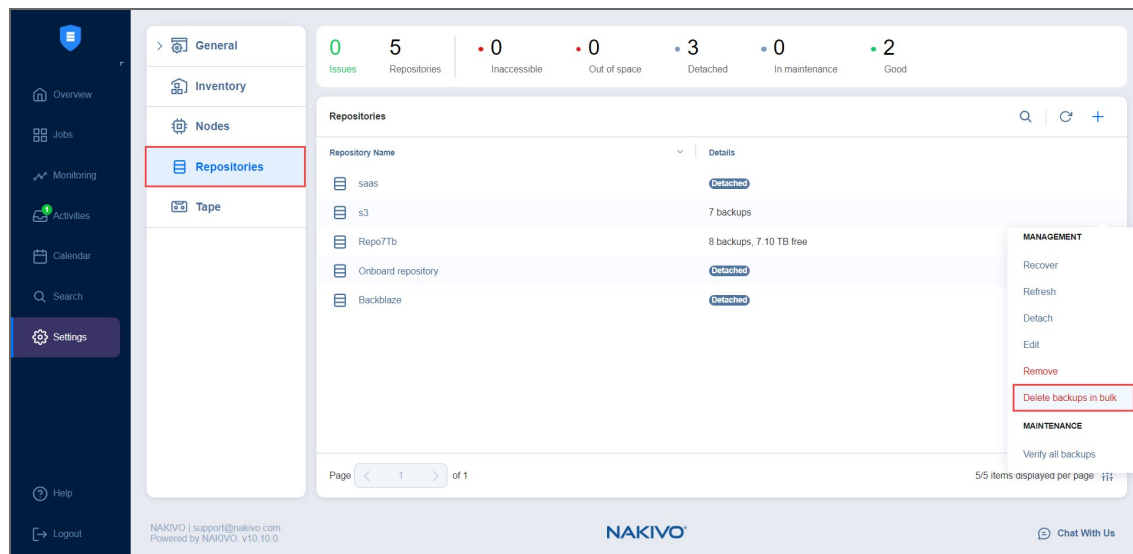 Overview
Jobs
Monitoring
1
Activities
Calendar
Search
Settings
Help
Logout
General
Inventory
Nodes
Repositories
Tape
0
Issues
5
Repositories
0
Inaccessible
0
Out of space
3
Detached
0
In maintenance
2
Good
Repositories
Repository Name
Details
saas
Detached
s3
7 backups
Repo7Tb
8 backups, 7.10 TB free
Onboard repository
Detached
Backblaze
Detached
MANAGEMENT
Recover
Refresh
Detach
Edit
Remove
Delete backups in bulk
MAINTENANCE
Verify all backups
Page < 1 > of 1
5/5 items displayed per page
NAKIVO | support@nakivo.com
Powered by NAKIVO. v10.10.0.
NAKIVO®
Chat With Us